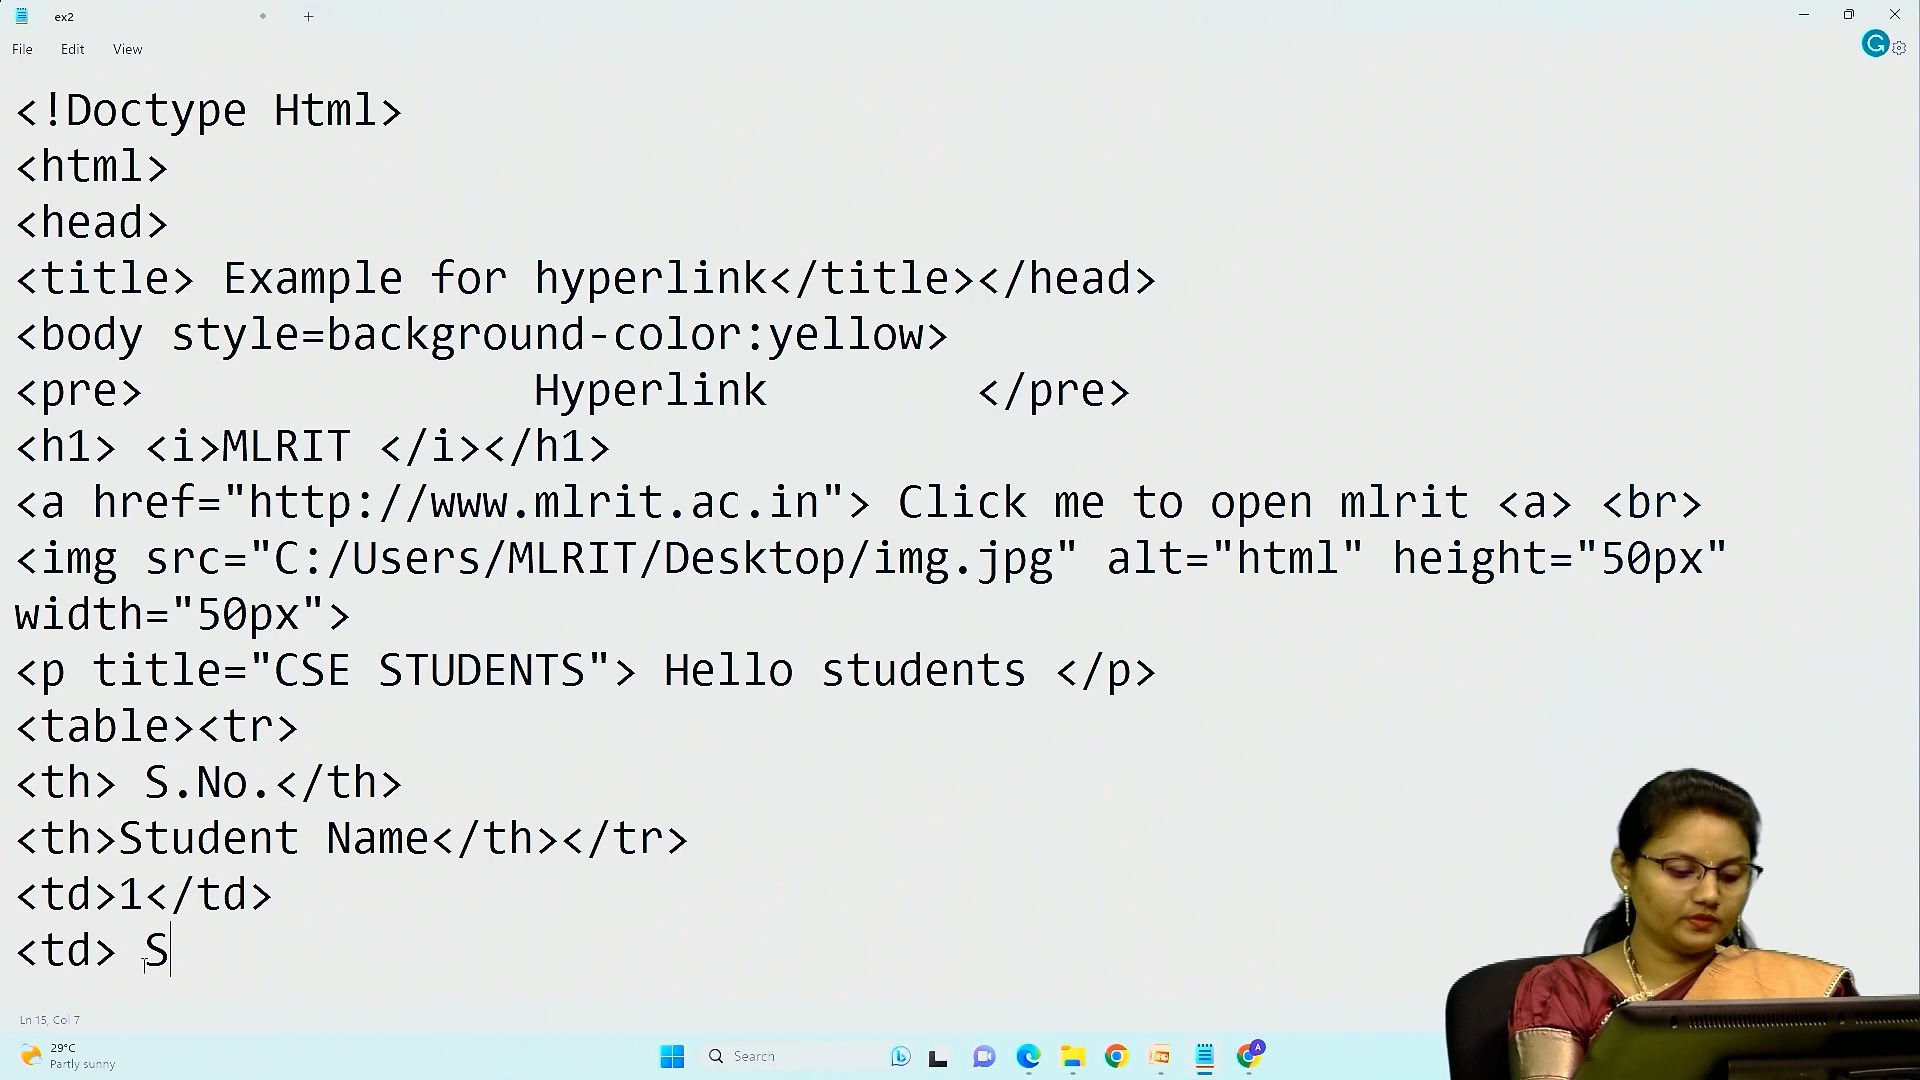 ex2
File Edit View
<!Doctype Html>
<html>
<head>
<title> Example for hyperlink</title></head>
<body style=background-color:yellow>
<pre>               Hyperlink        </pre>
<h1> <i>MLRIT </i></h1>
<a href="http://www.mlrit.ac.in"> Click me to open mlrit <a> <br>
<img src="C:/Users/MLRIT/Desktop/img.jpg" alt="html" height="50px"
width="50px">
<p title="CSE STUDENTS"> Hello students </p>
<table><tr>
<th> S.No.</th>
<th>Student Name</th></tr>
<td>1</td>
<td> S
Ln 15, Col 7
29°C
Partly sunny
Search
A